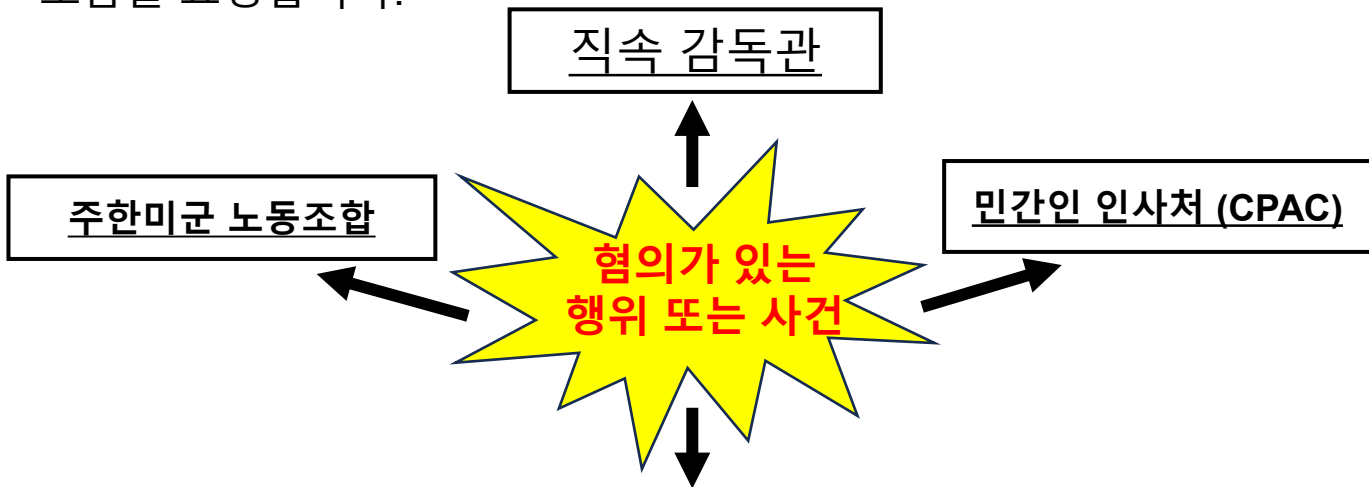 직속 감독관
주한미군 노동조합
민간인 인사처 (CPAC)
혐의가 있는
행위 또는 사건